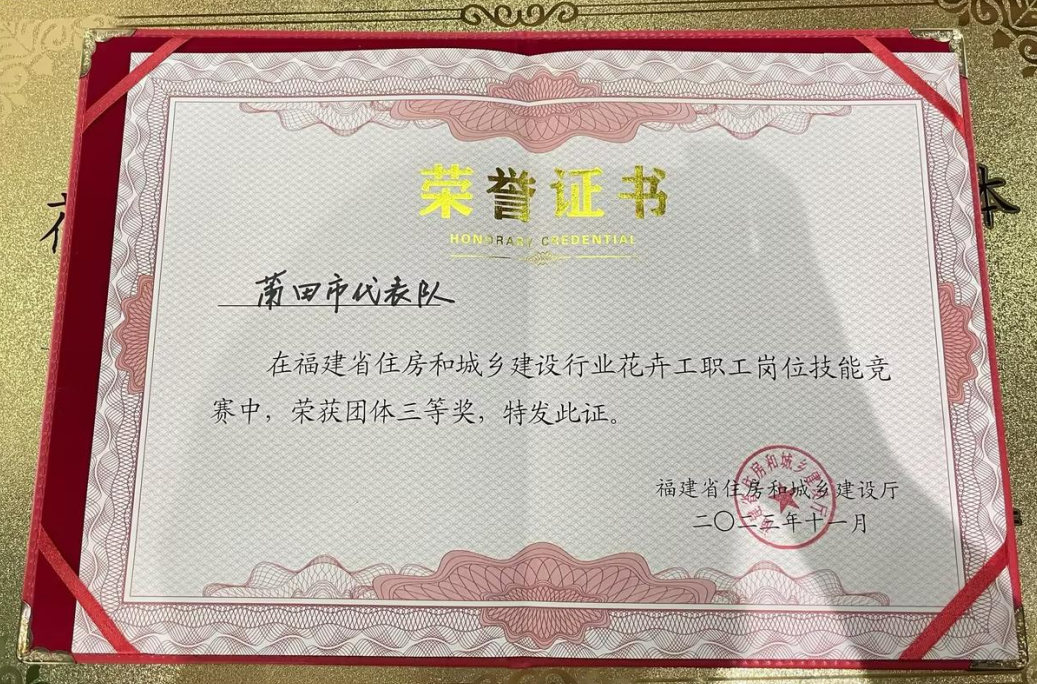 荣誉证书
HONORARY CREDENTIAL
莆田市代表队
在福建省住房和城乡建设行业花卉工职工岗位技能竞
赛中，荣获团体三等奖，特发此证。
福建省住房和城乡建设厅
二〇二三年十一月
体